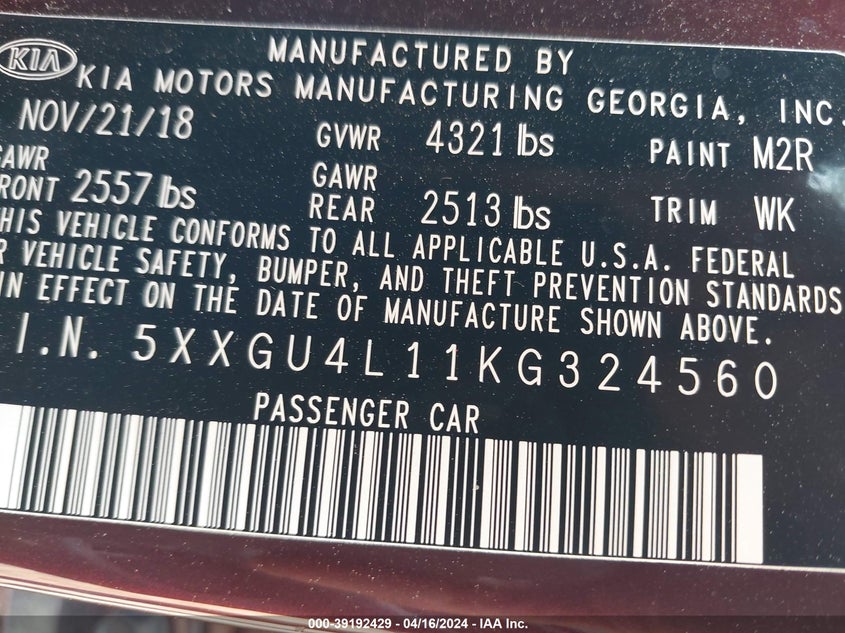 KIA
MANUFACTURED BY
KIA MOTORS MANUFACTURING GEORGIA, INC.
NOV/21/18 GVWR 4321 lbs PAINT M2R
GAWR FRONT 2557 lbs GAWR REAR 2513 lbs TRIM WK
THIS VEHICLE CONFORMS TO ALL APPLICABLE U.S.A. FEDERAL
R VEHICLE SAFETY, BUMPER, AND THEFT PREVENTION STANDARDS
IN EFFECT ON THE DATE OF MANUFACTURE SHOWN ABOVE.
I.N. 5XXGU4L11KG324560
PASSENGER CAR
000-39192429 - 04/16/2024 - IAA Inc.